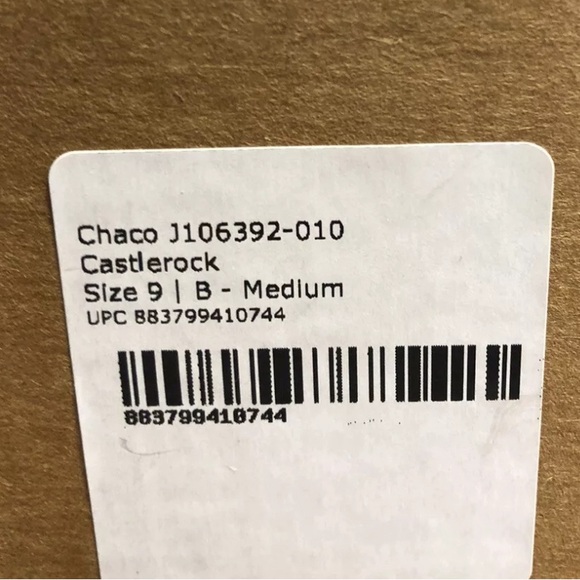 Chaco J106392-010
Castlerock
Size 9 | B - Medium
UPC 883799410744
883799410744